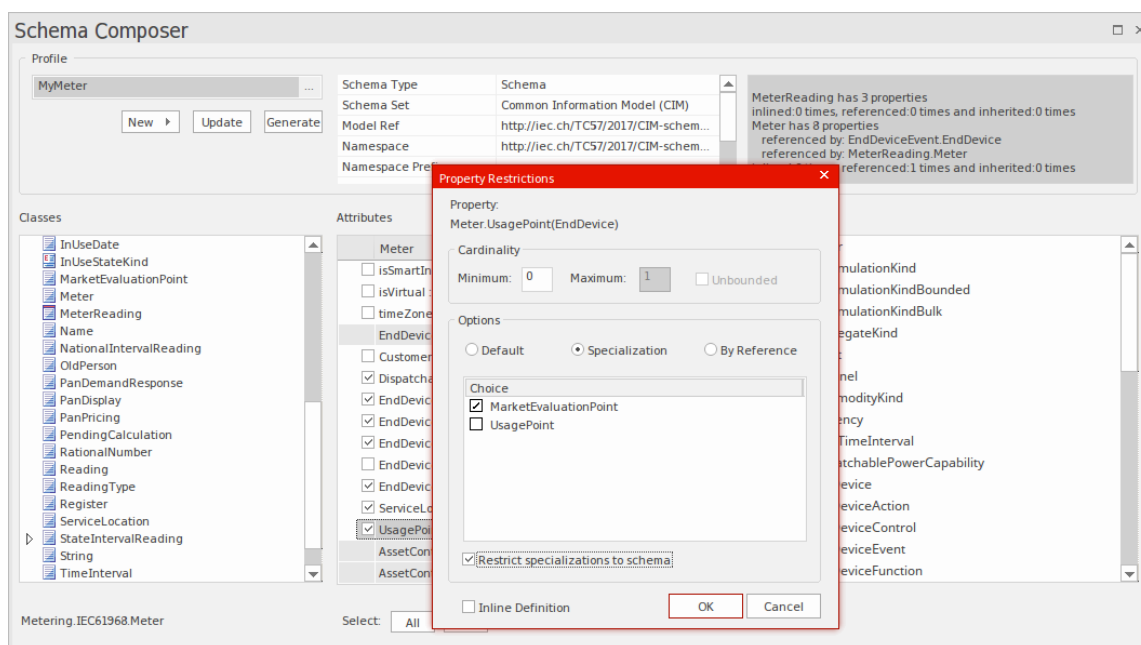 Schema Composer
Profile
MyMeter
...
New
Update
Generate
Schema Type Schema
Schema Set Common Information Model (CIM)
Model Ref http://iec.ch/TC57/2017/CIM-schem...
Namespace http://iec.ch/TC57/2017/CIM-schem...
Namespace Pre
MeterReading has 3 properties
inlined:0 times, referenced:0 times and inherited:0 times
Meter has 8 properties
referenced by: EndDeviceEvent.EndDevice
referenced by: MeterReading.Meter
referenced:1 times and inherited:0 times
Classes
InUseDate
InUseStateKind
MarketEvaluationPoint
Meter
MeterReading
Name
NationalIntervalReading
OldPerson
PanDemandResponse
PanDisplay
PanPricing
PendingCalculation
RationalNumber
Reading
ReadingType
Register
ServiceLocation
StateIntervalReading
String
TimeInterval
Attributes
Meter
isSmartIn
isVirtual :
timeZone
EndDevic
Customer
Dispatcha
EndDevic
EndDevic
EndDevic
EndDevic
EndDevic
ServiceLo
UsagePoi
AssetCon
AssetCon
Property Restrictions
Property:
Meter.UsagePoint(EndDevice)
Cardinality
Minimum: 0 Maximum: 1 Unbounded
Options
Default Specialization By Reference
Choice
MarketEvaluationPoint
UsagePoint
Restrict specializations to schema
Inline Definition
OK
Cancel
mulationKind
mulationKindBounded
mulationKindBulk
egateKind
nel
modityKind
ency
TimeInterval
atchablePowerCapability
evice
eviceAction
eviceControl
eviceEvent
eviceFunction
Metering.IEC61968.Meter
Select: All